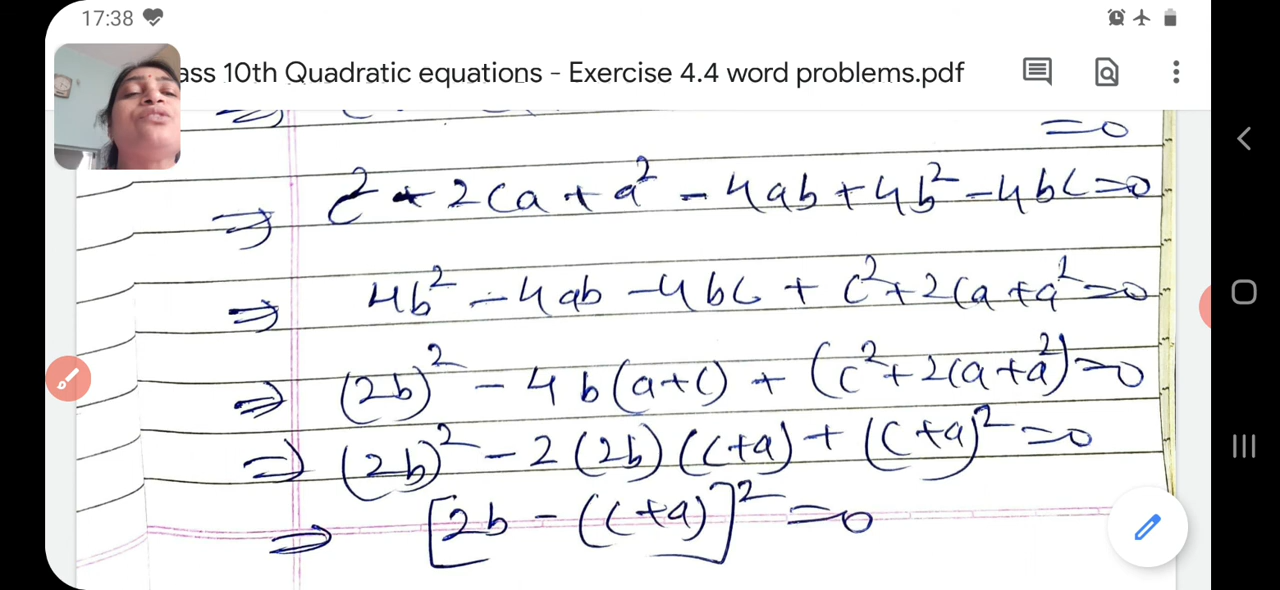 17:38
ass 10th Quadratic equations - Exercise 4.4 word problems.pdf
=0
⇒ c² + 2ca + a² - 4ab + 4b² - 4bc = 0
⇒ 4b² - 4ab - 4bc + c² + 2ca + a² = 0
⇒ (2b)² - 4b(a+c) + (c² + 2ca + a²) = 0
⇒ (2b)² - 2(2b)(c+a) + (c+a)² = 0
⇒ [2b - (c+a)]² = 0